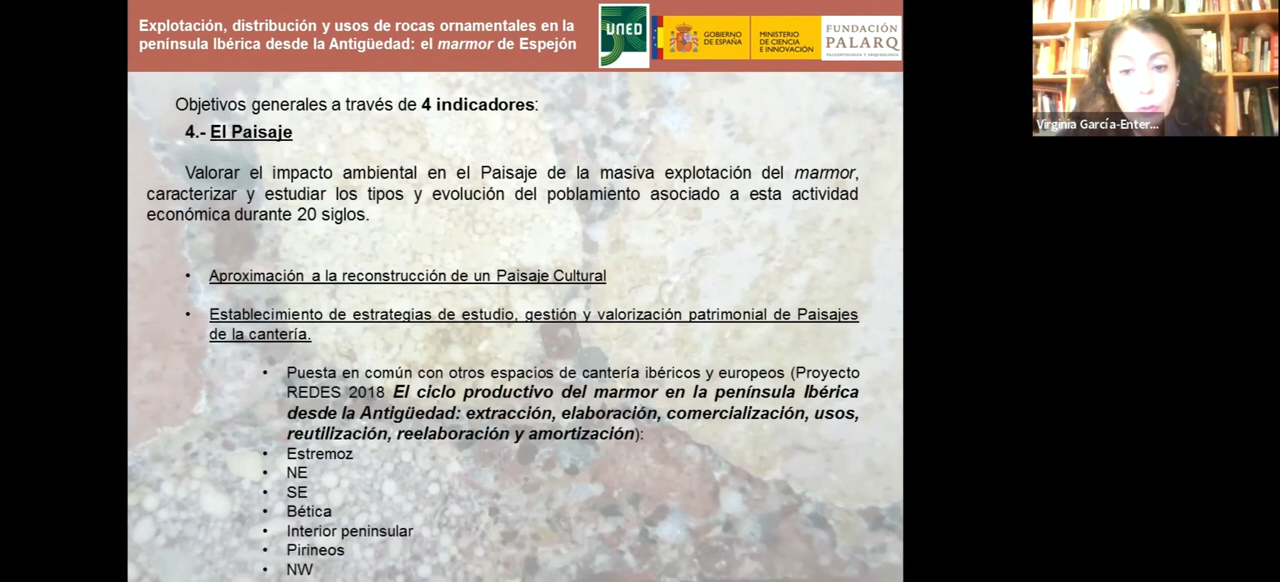 Explotación, distribución y usos de rocas ornamentales en la
península Ibérica desde la Antigüedad: el marmor de Espejón
UNED
GOBIERNO
DE ESPAÑA
MINISTERIO
DE CIENCIA
E INNOVACIÓN
FUNDACIÓN
PALARQ
Virginia García-Enter...
Objetivos generales a través de 4 indicadores:
4.- El Paisaje
Valorar el impacto ambiental en el Paisaje de la masiva explotación del marmor,
caracterizar y estudiar los tipos y evolución del poblamiento asociado a esta actividad
económica durante 20 siglos.
• Aproximación a la reconstrucción de un Paisaje Cultural
• Establecimiento de estrategias de estudio, gestión y valorización patrimonial de Paisajes
de la cantería.
• Puesta en común con otros espacios de cantería ibéricos y europeos (Proyecto
REDES 2018 El ciclo productivo del marmor en la península Ibérica
desde la Antigüedad: extracción, elaboración, comercialización, usos,
reutilización, reelaboración y amortización):
• Estremoz
• NE
• SE
• Bética
• Interior peninsular
• Pirineos
• NW